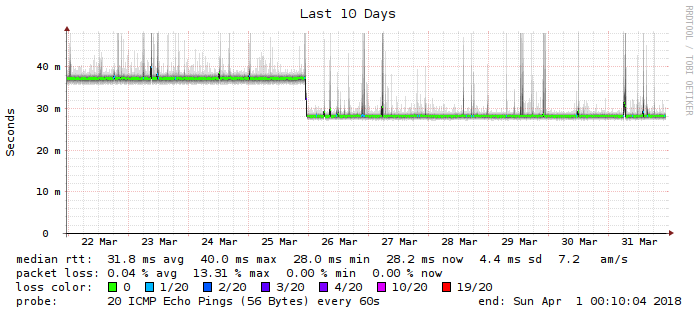 Last 10 Days
RRDTOOL / TOBI OETIKER
Seconds
40 m
30 m
20 m
10 m
0
22 Mar 23 Mar 24 Mar 25 Mar 26 Mar 27 Mar 28 Mar 29 Mar 30 Mar 31 Mar
median rtt: 31.8 ms avg 40.0 ms max 28.0 ms min 28.2 ms now 4.4 ms sd 7.2 am/s
packet loss: 0.04 % avg 13.31 % max 0.00 % min 0.00 % now
loss color: 0 1/20 2/20 3/20 4/20 10/20 19/20
probe: 20 ICMP Echo Pings (56 Bytes) every 60s end: Sun Apr 1 00:10:04 2018